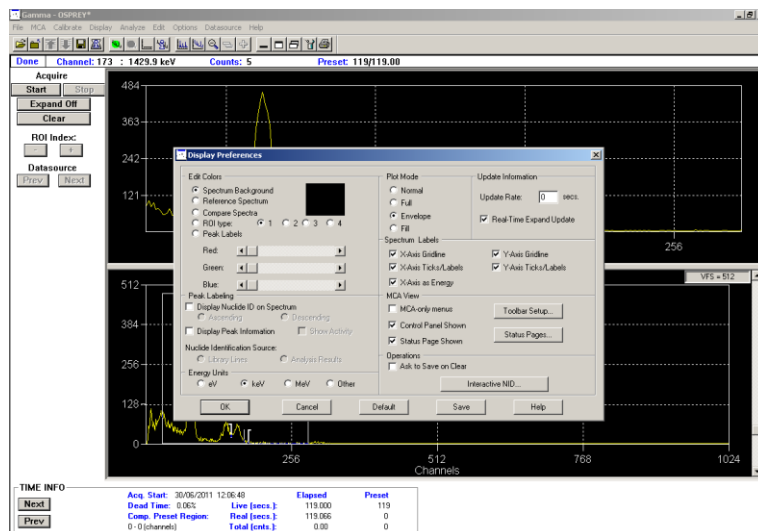 Gamma - OSPREY*
File MCA Calibrate Display Analyze Edit Options Datasource Help
Done Channel: 173 : 1429.9 keV Counts: 5 Preset: 119/119.00
Acquire
Start Stop
Expand Off
Clear
ROI Index:
- +
Datasource
Prev Next
484
363
242
121
256
VFS = 512
512
384
256
128
0
256 512 768 1024
Channels
Display Preferences
Edit Colors
Spectrum Background
Reference Spectrum
Compare Spectra
ROI type: 1 2 3 4
Peak Labels
Red:
Green:
Blue:
Peak Labeling
Display Nuclide ID on Spectrum
Ascending Descending
Display Peak Information Show Activity
Nuclide Identification Source:
Library Lines Analysis Results
Energy Units
eV keV MeV Other
Plot Mode
Normal
Full
Envelope
Fill
Update Information
Update Rate: 0 secs.
Real-Time Expand Update
Spectrum Labels
X-Axis Gridline Y-Axis Gridline
X-Axis Ticks/Labels Y-Axis Ticks/Labels
X-Axis as Energy
MCA View
MCA-only menus Toolbar Setup...
Control Panel Shown
Status Page Shown Status Pages...
Operations
Ask to Save on Clear
Interactive NID...
OK Cancel Default Save Help
TIME INFO
Next
Prev
Acq. Start: 30/06/2011 12:06:48 Elapsed Preset
Dead Time: 0.06% Live (secs.): 119.000 119
Comp. Preset Region: Real (secs.): 119.066 0
0 - 0 (channels) Total (cnts.): 0.00 0